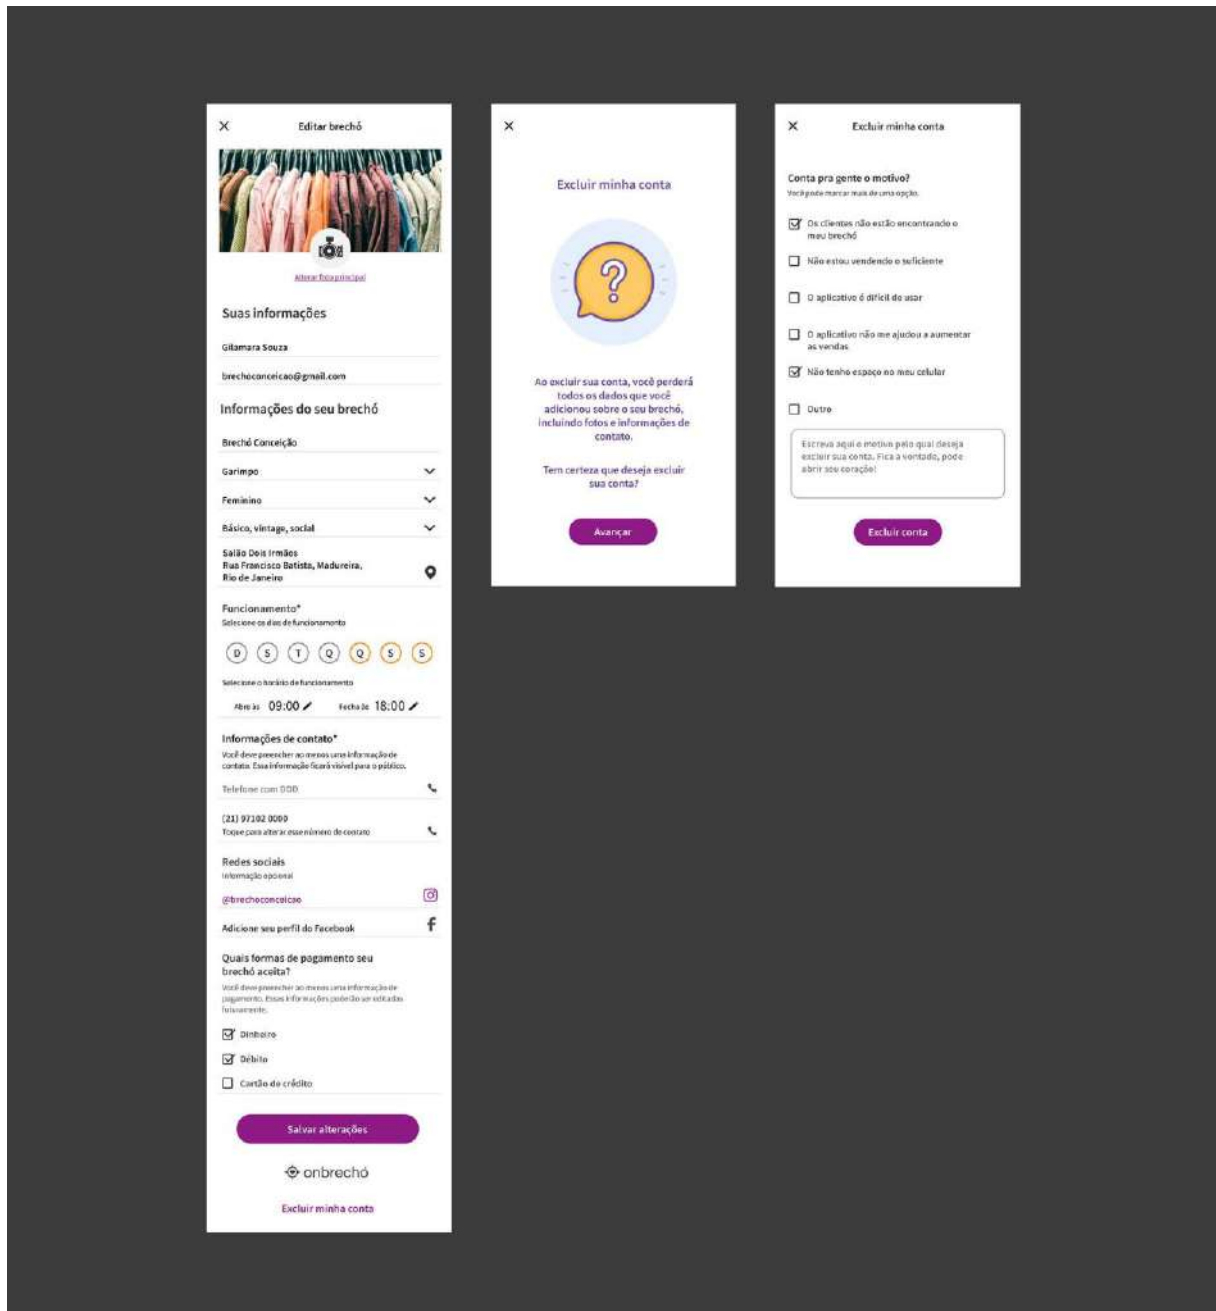 Editar brechó
Alterar foto principal
Suas informações
Gilamara Souza
brechoconceicao@gmail.com
Informações do seu brechó
Brechó Conceição
Garimpo
Feminino
Básico, vintage, social
Salão Dois Irmãos
Rua Francisco Batista, Madureira,
Rio de Janeiro
Funcionamento*
Selecione os dias de funcionamento
D S T Q Q S S
Selecione o horário de funcionamento
Abre às 09:00 Fecha às 18:00
Informações de contato*
Você deve preencher ao menos uma informação de
contato. Essa informação ficará visível para o público.
Telefone com DDD
(21) 97102 0000
Toque para alterar esse número de contato
Redes sociais
Informação opcional
@brechoconceicao
Adicione seu perfil do Facebook
Quais formas de pagamento seu
brechó aceita?
Você deve preencher ao menos uma informação de
pagamento. Essas informações poderão ser editadas
futuramente.
Dinheiro
Débito
Cartão de crédito
Salvar alterações
onbrechó
Excluir minha conta
Excluir minha conta
?
Ao excluir sua conta, você perderá
todos os dados que você
adicionou sobre o seu brechó,
incluindo fotos e informações de
contato.
Tem certeza que deseja excluir
sua conta?
Avançar
Excluir minha conta
Conta pra gente o motivo?
Você pode marcar mais de uma opção.
Os clientes não estão encontrando o
meu brechó
Não estou vendendo o suficiente
O aplicativo é difícil de usar
O aplicativo não me ajudou a aumentar
as vendas
Não tenho espaço no meu celular
Outro
Escreva aqui o motivo pelo qual deseja
excluir sua conta. Fica a vontade, pode
abrir seu coração!
Excluir conta